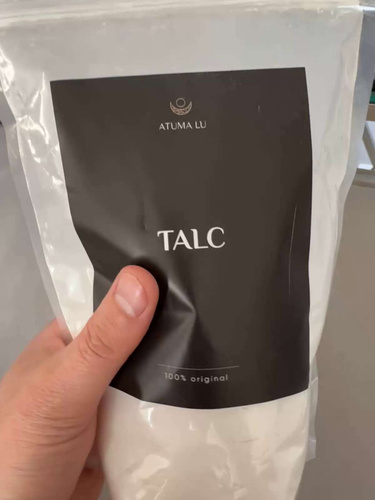 ATUMA LU
TALC
100% original